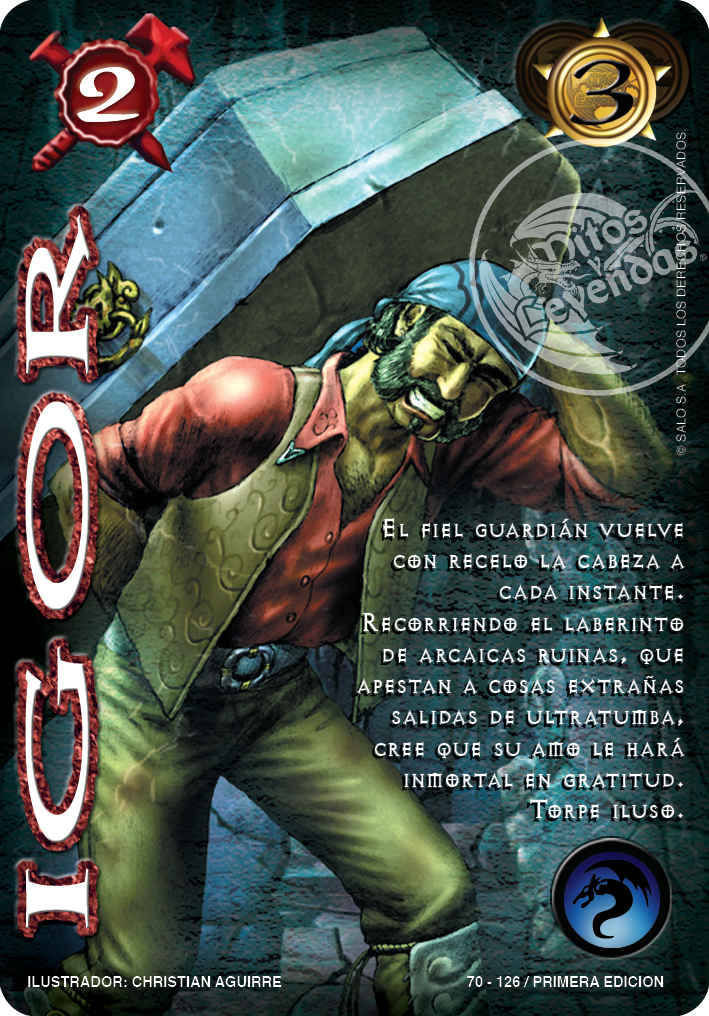 2
3
Mitos
y
Leyendas
®
© SALO S.A. TODOS LOS DERECHOS RESERVADOS
IGOR
El fiel guardián vuelve
con recelo la cabeza a
cada instante.
Recorriendo el laberinto
de arcaicas ruinas, que
apestan a cosas extrañas
salidas de ultratumba,
cree que su amo le hará
inmortal en gratitud.
Torpe iluso.
ILUSTRADOR: CHRISTIAN AGUIRRE
70 - 126 / PRIMERA EDICION